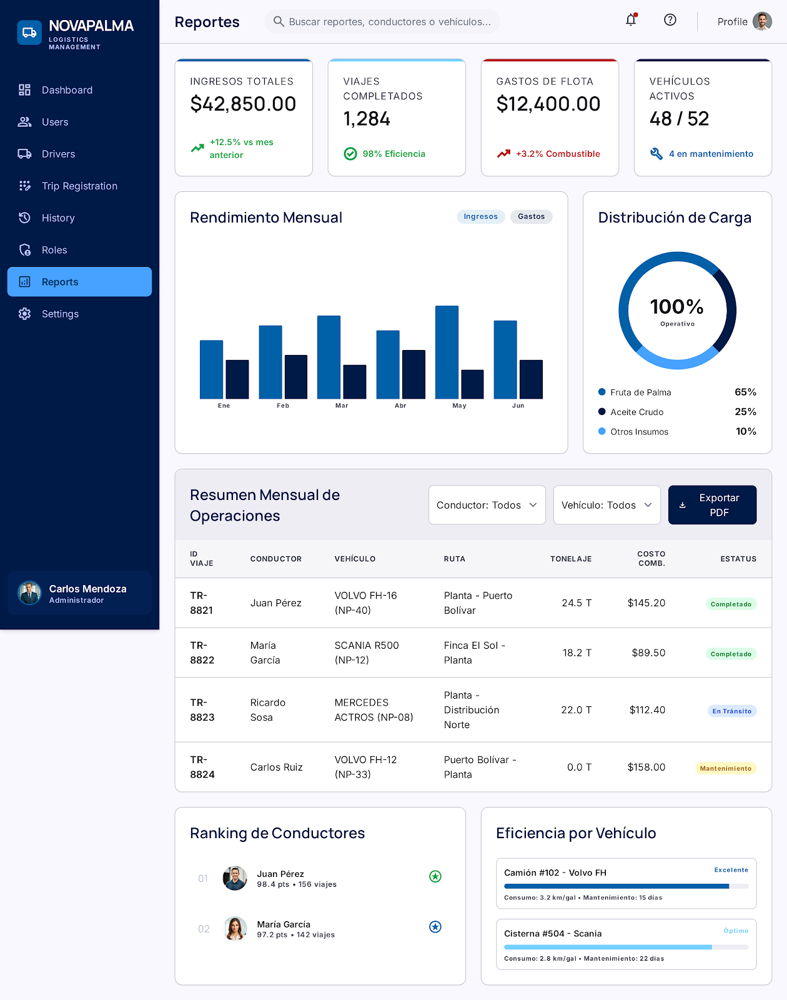 NOVAPALMA
LOGISTICS
MANAGEMENT
Dashboard
Users
Drivers
Trip Registration
History
Roles
Reports
Settings
Carlos Mendoza
Administrador
Reportes
Buscar reportes, conductores o vehículos...
Profile
INGRESOS TOTALES
$42,850.00
+12.5% vs mes
anterior
VIAJES
COMPLETADOS
1,284
98% Eficiencia
GASTOS DE FLOTA
$12,400.00
+3.2% Combustible
VEHÍCULOS
ACTIVOS
48 / 52
4 en mantenimiento
Rendimiento Mensual
Ingresos
Gastos
Ene
Feb
Mar
Abr
May
Jun
Distribución de Carga
100%
Operativo
Fruta de Palma 65%
Aceite Crudo 25%
Otros Insumos 10%
Resumen Mensual de
Operaciones
Conductor: Todos
Vehículo: Todos
Exportar
PDF
ID
VIAJE
CONDUCTOR
VEHÍCULO
RUTA
TONELAJE
COSTO
COMB.
ESTATUS
TR-
8821
Juan Pérez
VOLVO FH-16
(NP-40)
Planta - Puerto
Bolívar
24.5 T
$145.20
Completado
TR-
8822
María
García
SCANIA R500
(NP-12)
Finca El Sol -
Planta
18.2 T
$89.50
Completado
TR-
8823
Ricardo
Sosa
MERCEDES
ACTROS (NP-08)
Planta -
Distribución
Norte
22.0 T
$112.40
En Tránsito
TR-
8824
Carlos Ruiz
VOLVO FH-12
(NP-33)
Puerto Bolívar -
Planta
0.0 T
$158.00
Mantenimiento
Ranking de Conductores
01
Juan Pérez
98.4 pts • 156 viajes
02
María García
97.2 pts • 142 viajes
Eficiencia por Vehículo
Camión #102 - Volvo FH
Excelente
Consumo: 3.2 km/gal • Mantenimiento: 15 días
Cisterna #504 - Scania
Óptimo
Consumo: 2.8 km/gal • Mantenimiento: 22 días